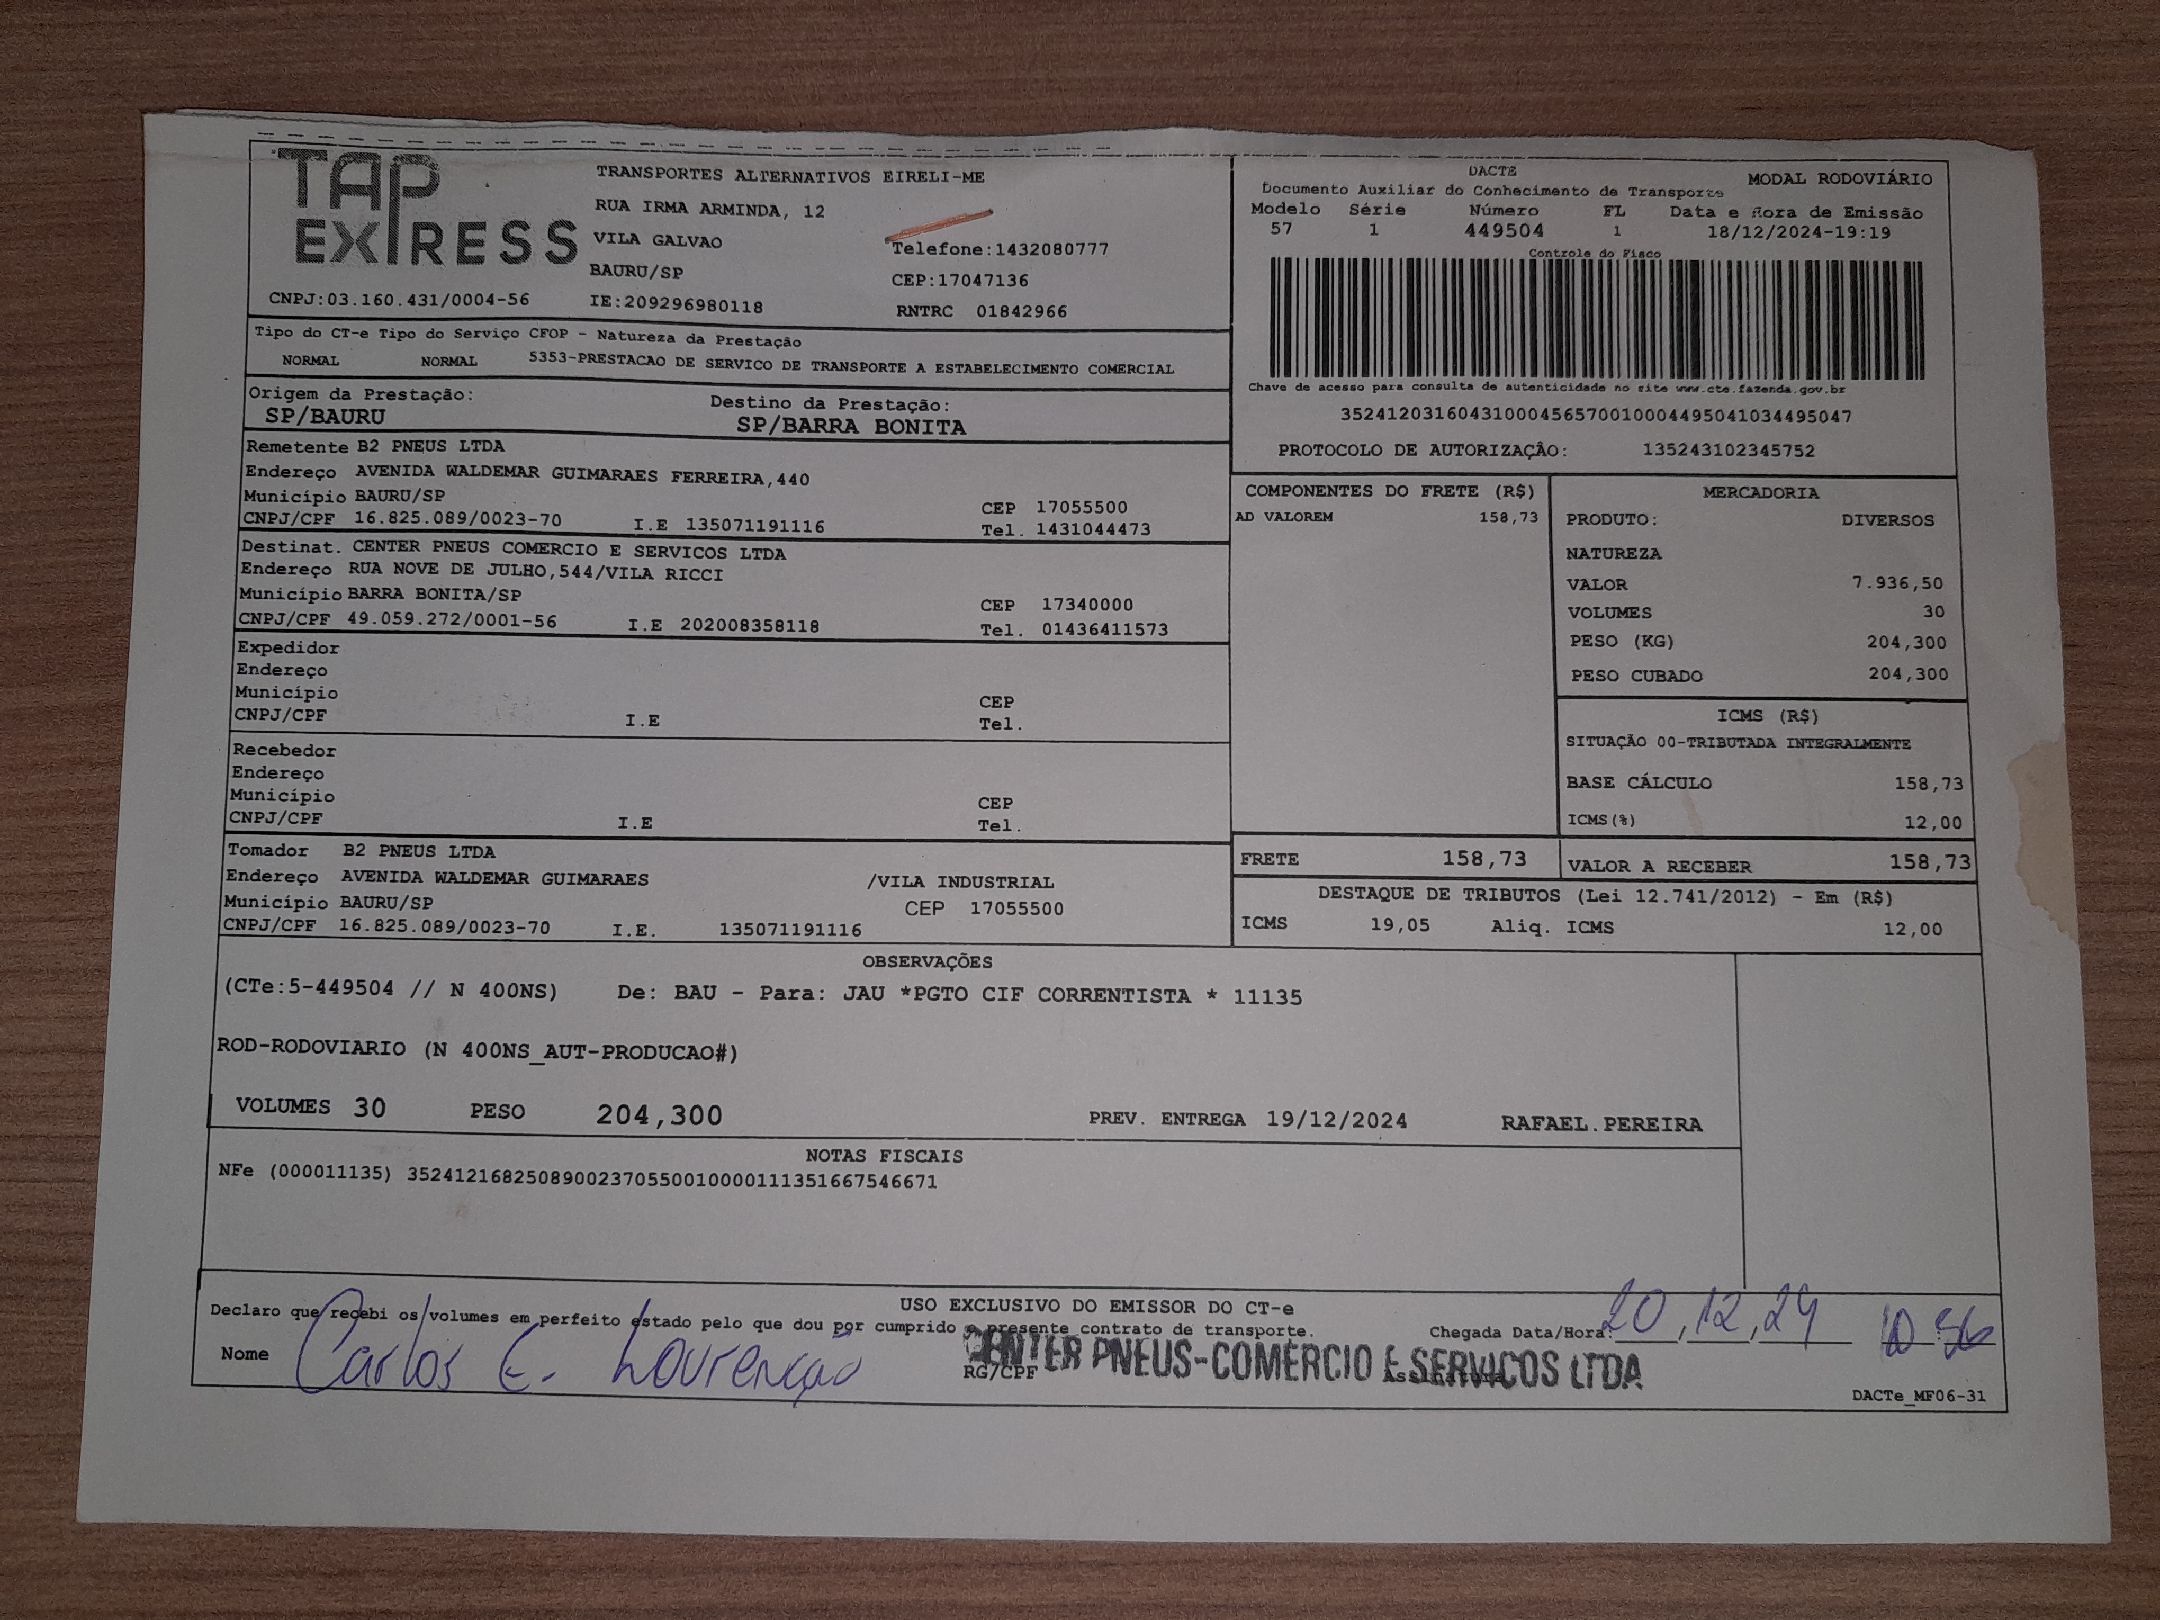 TAP EXPRESS
TRANSPORTES ALTERNATIVOS EIRELI-ME
RUA IRMA ARMINDA, 12
VILA GALVAO
Telefone:1432080777
BAURU/SP
CEP:17047136
CNPJ:03.160.431/0004-56 IE:209296980118 RNTRC 01842966
DACTE
MODAL RODOVIÁRIO
Documento Auxiliar do Conhecimento de Transporte
Modelo Série Número FL Data e Hora de Emissão
57 1 449504 1 18/12/2024-19:19
Controle do Fisco
Chave de acesso para consulta de autenticidade no site www.cte.fazenda.gov.br
35241203160431000456570010004495041034495047
PROTOCOLO DE AUTORIZAÇÃO: 135243102345752
Tipo do CT-e Tipo do Serviço CFOP - Natureza da Prestação
NORMAL NORMAL 5353-PRESTACAO DE SERVICO DE TRANSPORTE A ESTABELECIMENTO COMERCIAL
Origem da Prestação: Destino da Prestação:
SP/BAURU SP/BARRA BONITA
Remetente B2 PNEUS LTDA
Endereço AVENIDA WALDEMAR GUIMARAES FERREIRA,440
Município BAURU/SP CEP 17055500
CNPJ/CPF 16.825.089/0023-70 I.E 135071191116 Tel. 1431044473
Destinat. CENTER PNEUS COMERCIO E SERVICOS LTDA
Endereço RUA NOVE DE JULHO,544/VILA RICCI
Município BARRA BONITA/SP CEP 17340000
CNPJ/CPF 49.059.272/0001-56 I.E 202008358118 Tel. 01436411573
Expedidor
Endereço
Município CEP
CNPJ/CPF I.E Tel.
Recebedor
Endereço
Município CEP
CNPJ/CPF I.E Tel.
Tomador B2 PNEUS LTDA
Endereço AVENIDA WALDEMAR GUIMARAES /VILA INDUSTRIAL
Município BAURU/SP CEP 17055500
CNPJ/CPF 16.825.089/0023-70 I.E. 135071191116
COMPONENTES DO FRETE (R$)
AD VALOREM 158,73
MERCADORIA
PRODUTO: DIVERSOS
NATUREZA
VALOR 7.936,50
VOLUMES 30
PESO (KG) 204,300
PESO CUBADO 204,300
ICMS (R$)
SITUAÇÃO 00-TRIBUTADA INTEGRALMENTE
BASE CÁLCULO 158,73
ICMS(%) 12,00
FRETE 158,73 VALOR A RECEBER 158,73
DESTAQUE DE TRIBUTOS (Lei 12.741/2012) - Em (R$)
ICMS 19,05 Aliq. ICMS 12,00
OBSERVAÇÕES
(CTe:5-449504 // N 400NS) De: BAU - Para: JAU *PGTO CIF CORRENTISTA * 11135
ROD-RODOVIARIO (N 400NS_AUT-PRODUCAO#)
VOLUMES 30 PESO 204,300 PREV. ENTREGA 19/12/2024 RAFAEL.PEREIRA
NOTAS FISCAIS
NFe (000011135) 35241216825089002370550010000111351667546671
USO EXCLUSIVO DO EMISSOR DO CT-e
Declaro que recebi os volumes em perfeito estado pelo que dou por cumprido o presente contrato de transporte.
Chegada Data/Hora: 20,12,24 10 56
Nome Carlos E. Lourenção RG/CPF Assinatura
CENTER PNEUS-COMÉRCIO E SERVICOS LTDA
DACTe_MF06-31